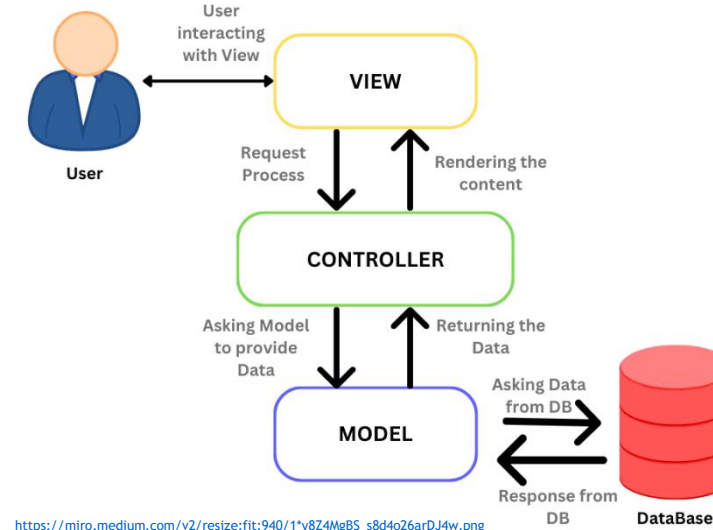 User
interacting
with View
VIEW
User
Request
Process
Rendering the
content
CONTROLLER
Asking Model
to provide
Data
Returning the
Data
Asking Data
from DB
MODEL
Response from
DB
DataBase
https://miro.medium.com/v2/resize:fit:940/1*v8Z4MgBS_s8d4o26arDJ4w.png